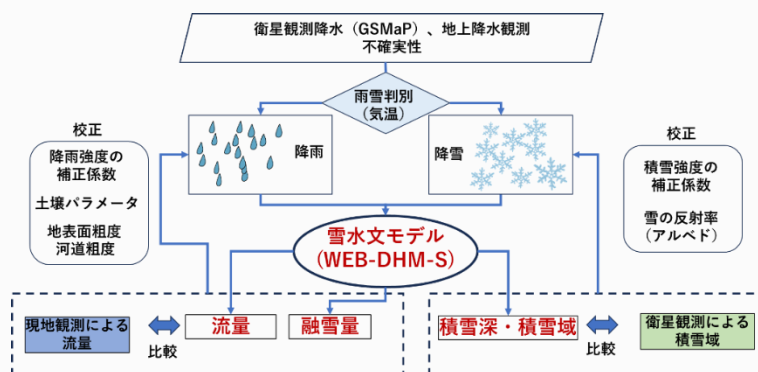 衛星観測降水（GSMaP）、地上降水観測
不確実性
雨雪判別
（気温）
校正
降雨強度の
補正係数
土壌パラメータ
地表面粗度
河道粗度
降雨
降雪
校正
積雪強度の
補正係数
雪の反射率
（アルベド）
雪水文モデル
(WEB-DHM-S)
現地観測による
流量
比較
流量
融雪量
積雪深・積雪域
比較
衛星観測による
積雪域